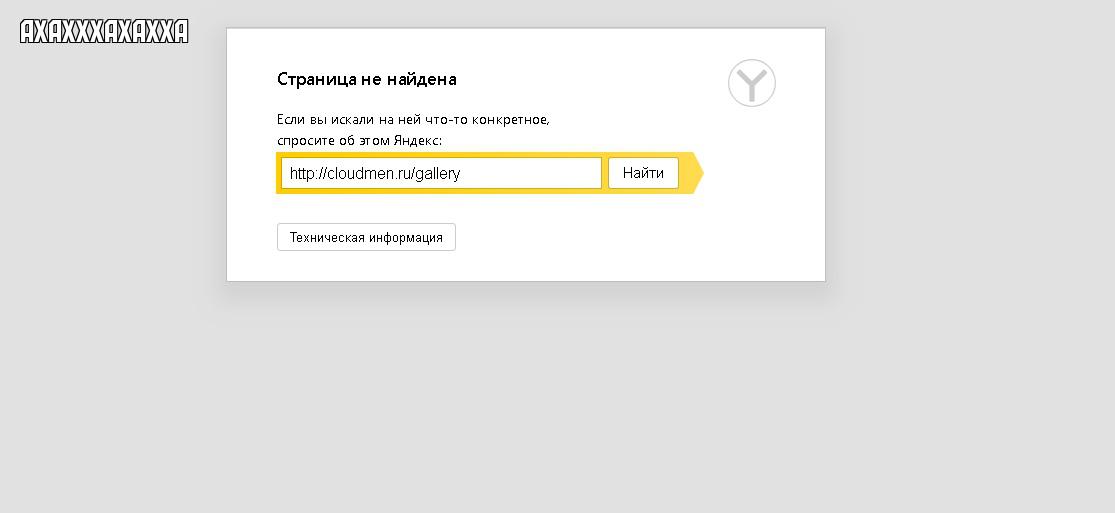 AXAXXXAXAXXA
Страница не найдена
Если вы искали на ней что-то конкретное,
спросите об этом Яндекс:
http://cloudmen.ru/gallery
Найти
Техническая информация